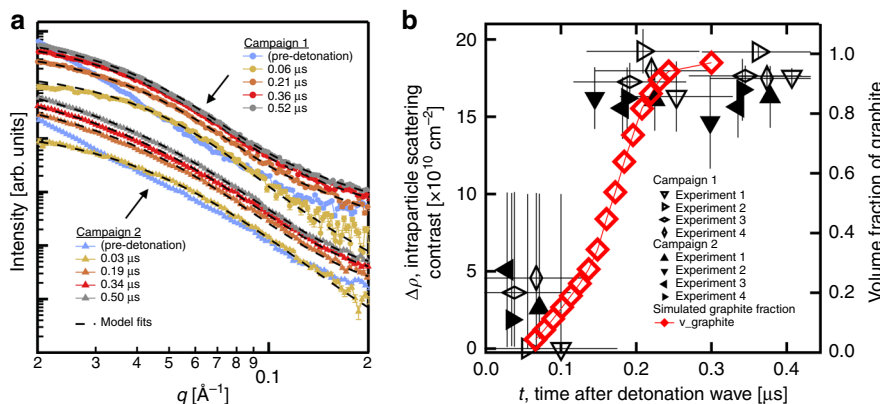 a
Intensity [arb. units]
Campaign 1
(pre-detonation)
0.06 µs
0.21 µs
0.36 µs
0.52 µs
Campaign 2
(pre-detonation)
0.03 µs
0.19 µs
0.34 µs
0.50 µs
Model fits
2 3 4 5 6 7 8 9 0.1 2
q [Å⁻¹]
b
Δρ, intraparticle scattering
contrast [×10¹⁰ cm⁻²]
20
15
10
5
0
Campaign 1
Experiment 1
Experiment 2
Experiment 3
Experiment 4
Campaign 2
Experiment 1
Experiment 2
Experiment 3
Experiment 4
Simulated graphite fraction
v_graphite
1.0
0.8
0.6
0.4
0.2
0.0
Volume fraction of graphite
0.0 0.1 0.2 0.3 0.4
t, time after detonation wave [µs]